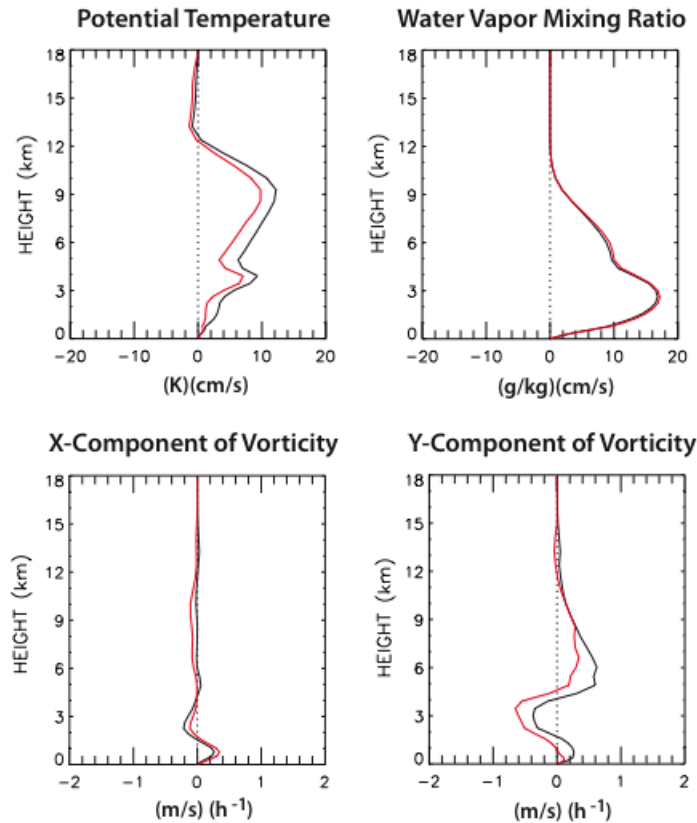 Potential Temperature
18
15
12
9
6
3
0
HEIGHT (km)
-20 -10 0 10 20
(K)(cm/s)
Water Vapor Mixing Ratio
18
15
12
9
6
3
0
HEIGHT (km)
-20 -10 0 10 20
(g/kg)(cm/s)
X-Component of Vorticity
18
15
12
9
6
3
0
HEIGHT (km)
-2 -1 0 1 2
(m/s) (h⁻¹)
Y-Component of Vorticity
18
15
12
9
6
3
0
HEIGHT (km)
-2 -1 0 1 2
(m/s) (h⁻¹)